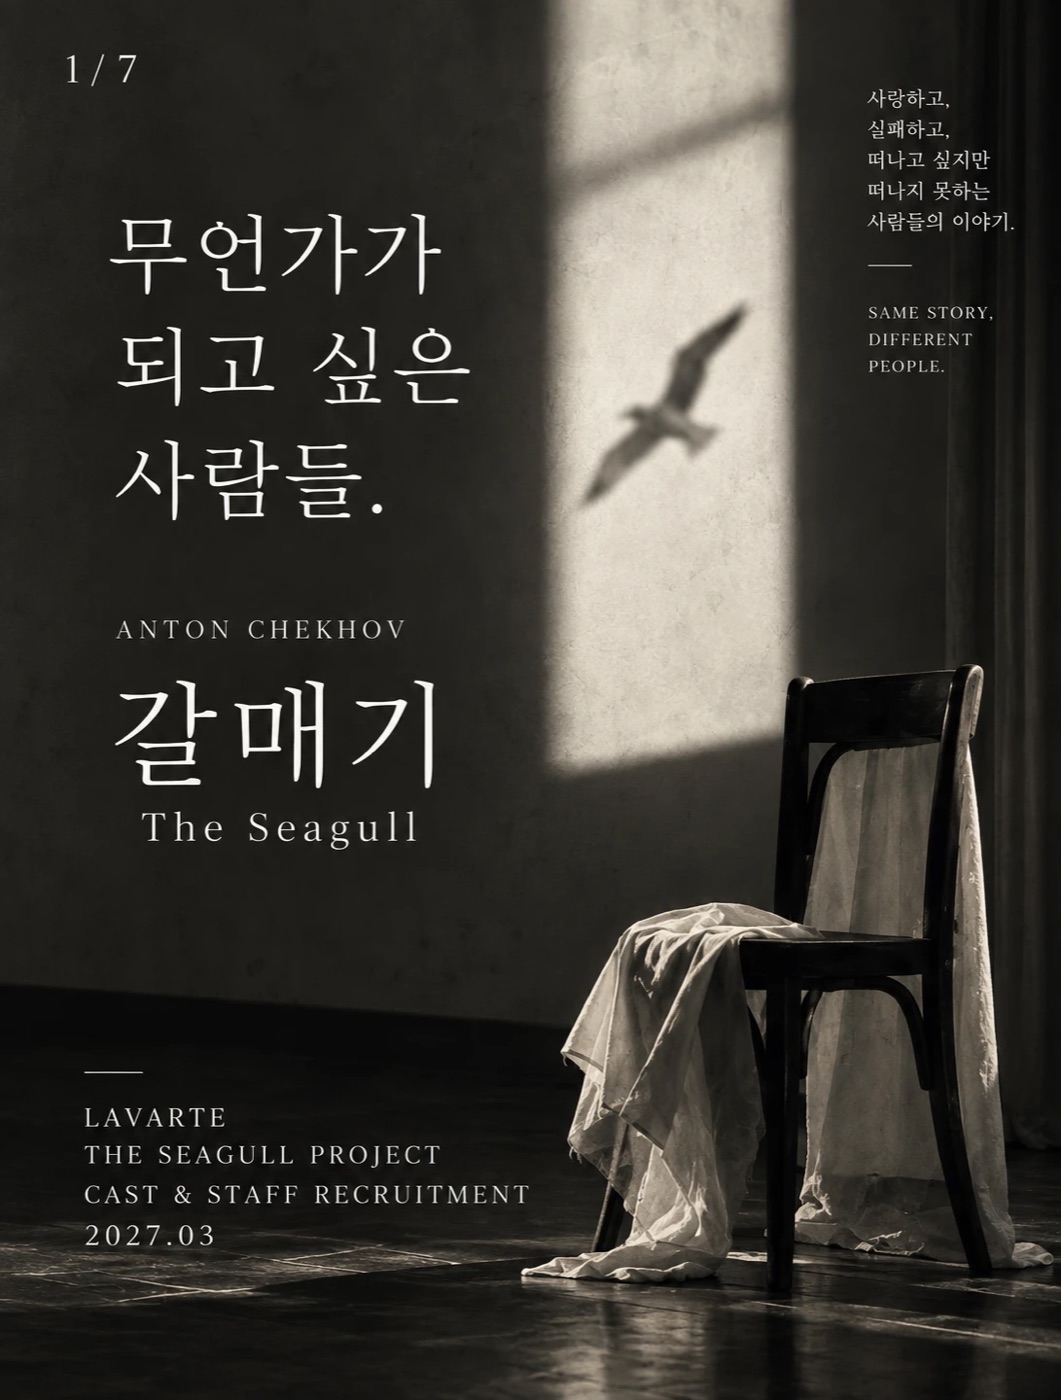 1 / 7
무언가가
되고 싶은
사람들.
ANTON CHEKHOV
갈매기
The Seagull
사랑하고,
실패하고,
떠나고 싶지만
떠나지 못하는
사람들의 이야기.
SAME STORY,
DIFFERENT
PEOPLE.
LAVARTE
THE SEAGULL PROJECT
CAST & STAFF RECRUITMENT
2027.03